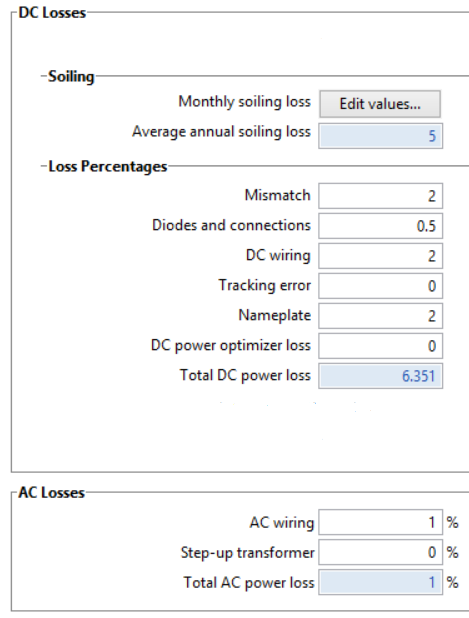 DC Losses
Soiling
Monthly soiling loss Edit values...
Average annual soiling loss 5
Loss Percentages
Mismatch 2
Diodes and connections 0.5
DC wiring 2
Tracking error 0
Nameplate 2
DC power optimizer loss 0
Total DC power loss 6.351
AC Losses
AC wiring 1 %
Step-up transformer 0 %
Total AC power loss 1 %